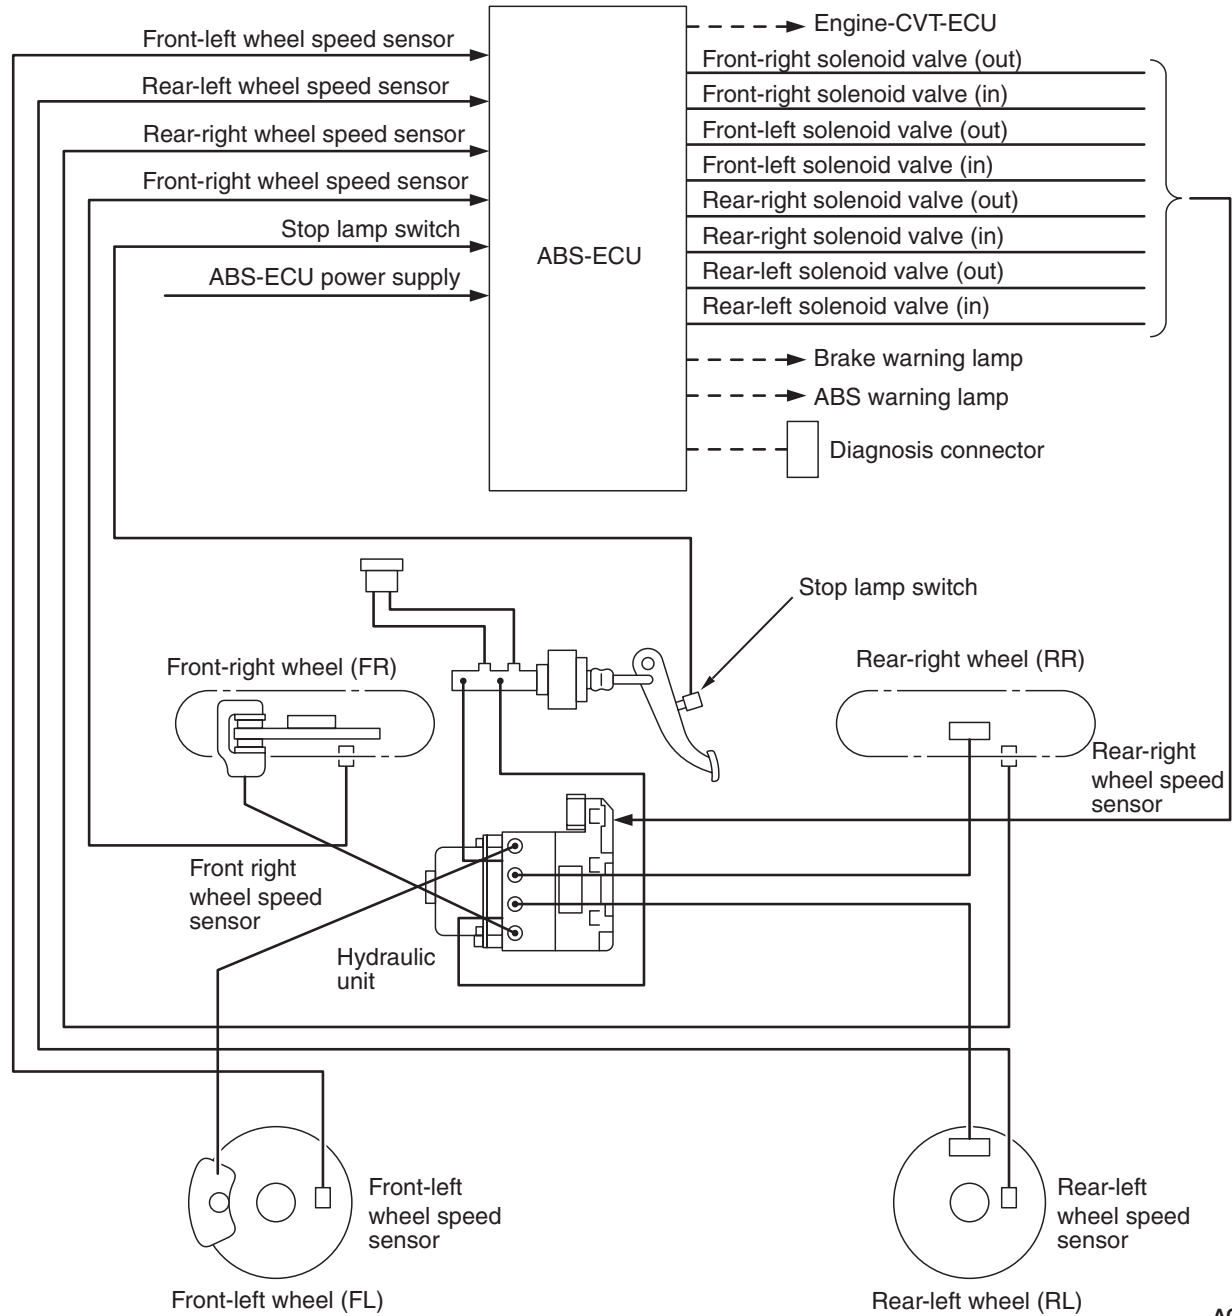 Front-left wheel speed sensor
Rear-left wheel speed sensor
Rear-right wheel speed sensor
Front-right wheel speed sensor
Stop lamp switch
ABS-ECU power supply
ABS-ECU
Engine-CVT-ECU
Front-right solenoid valve (out)
Front-right solenoid valve (in)
Front-left solenoid valve (out)
Front-left solenoid valve (in)
Rear-right solenoid valve (out)
Rear-right solenoid valve (in)
Rear-left solenoid valve (out)
Rear-left solenoid valve (in)
Brake warning lamp
ABS warning lamp
Diagnosis connector
Stop lamp switch
Front-right wheel (FR)
Rear-right wheel (RR)
Rear-right
wheel speed
sensor
Front right
wheel speed
sensor
Hydraulic
unit
Front-left
wheel speed
sensor
Rear-left
wheel speed
sensor
Front-left wheel (FL)
Rear-left wheel (RL)